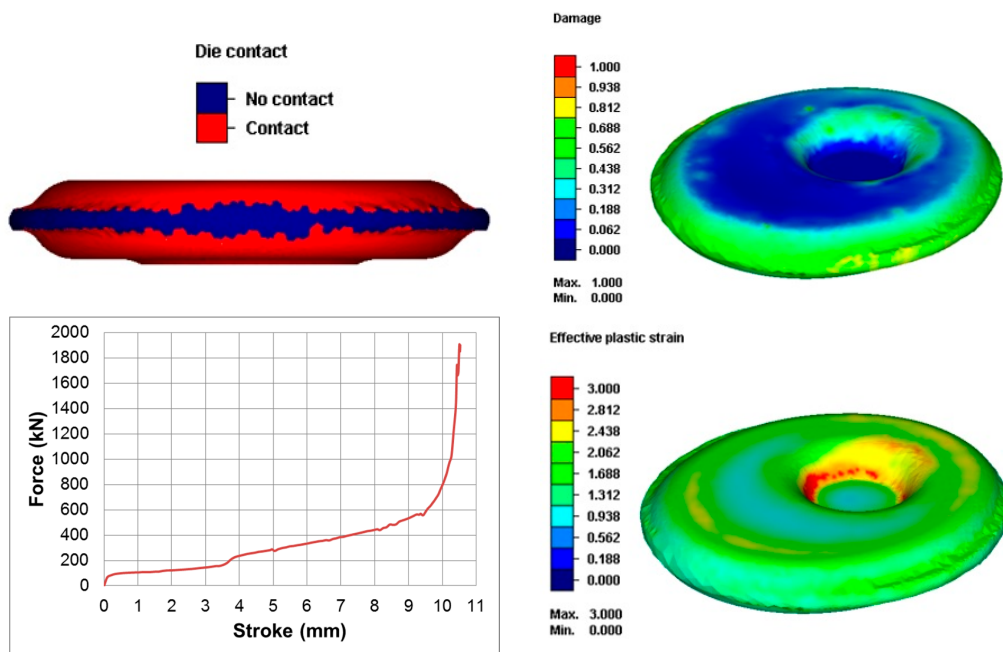 Die contact
No contact
Contact
Damage
1.000
0.938
0.812
0.688
0.562
0.438
0.312
0.188
0.062
0.000
Max. 1.000
Min. 0.000
2000
1800
1600
1400
1200
1000
800
600
400
200
0
Force (kN)
0 1 2 3 4 5 6 7 8 9 10 11
Stroke (mm)
Effective plastic strain
3.000
2.812
2.438
2.062
1.688
1.312
0.938
0.562
0.188
0.000
Max. 3.000
Min. 0.000